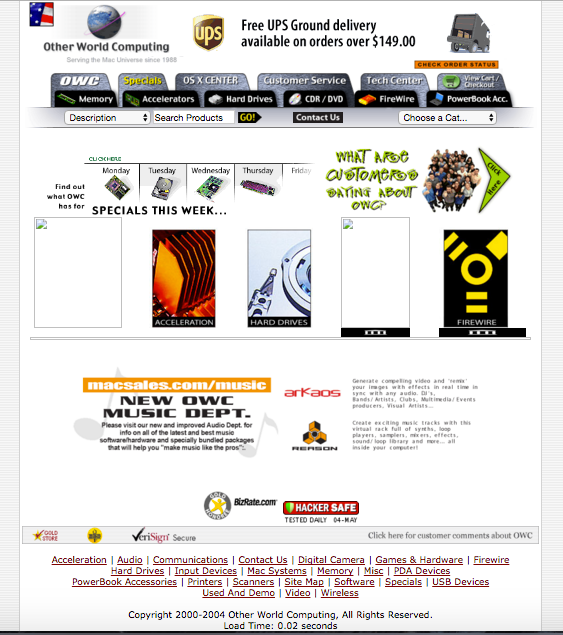 Other World Computing
Serving the Mac Universe since 1988
ups
Free UPS Ground delivery
available on orders over $149.00
CHECK ORDER STATUS
OWC
Specials
OS X CENTER
Customer Service
Tech Center
View Cart / Checkout
Memory
Accelerators
Hard Drives
CDR / DVD
FireWire
PowerBook Acc.
Description
Search Products
GO!
Contact Us
Choose a Cat...
CLICK HERE
Monday Tuesday Wednesday Thursday Friday
Find out
what OWC
has for
SPECIALS THIS WEEK...
WHAT ARE
CUSTOMERS
SAYING ABOUT
OWC?
Click Here
ACCELERATION
HARD DRIVES
FIREWIRE
macsales.com/music
NEW OWC
MUSIC DEPT.
Please visit our new and improved Audio Dept. for
info on all of the latest and best music
software/hardware and specially bundled packages
that will help you "make music like the pros":.
arkaos
Generate compelling video and 'remix'
your images with effects in real time in
sync with any audio. DJ's,
Bands/Artists, Clubs, Multimedia/Events
producers, Visual Artists...
REASON
Create exciting music tracks with this
virtual rack full of synths, loop
players, samplers, mixers, effects,
sound/loop library and more... all
inside your computer!
BizRate.com
HACKER SAFE
TESTED DAILY 04-MAY
GOLD
STORE
VeriSign Secure
Click here for customer comments about OWC
Acceleration | Audio | Communications | Contact Us | Digital Camera | Games & Hardware | Firewire
Hard Drives | Input Devices | Mac Systems | Memory | Misc | PDA Devices
PowerBook Accessories | Printers | Scanners | Site Map | Software | Specials | USB Devices
Used And Demo | Video | Wireless
Copyright 2000-2004 Other World Computing, All Rights Reserved.
Load Time: 0.02 seconds